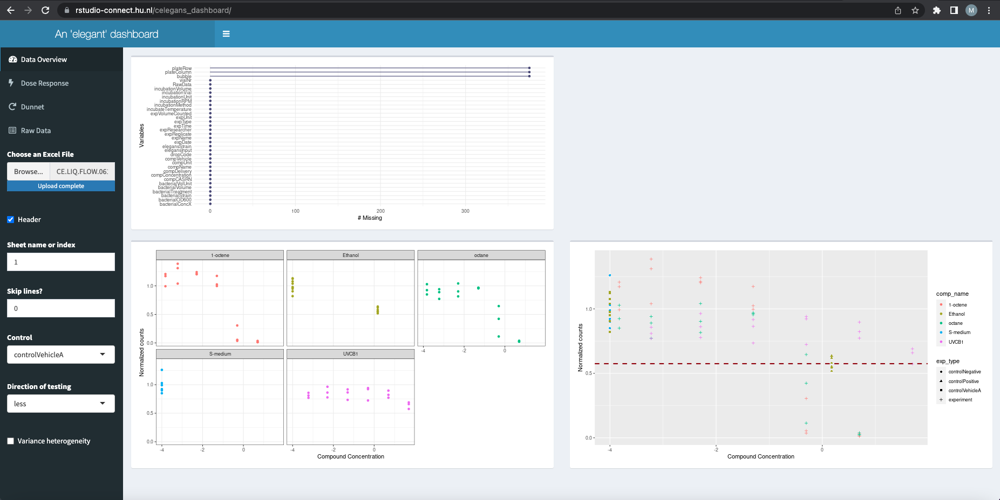 rstudio-connect.hu.nl/celegans_dashboard/
M
An 'elegant' dashboard
Data Overview
Dose Response
Dunnet
Raw Data
Choose an Excel File
Browse...
CE.LIQ.FLOW.06
Upload complete
Header
Sheet name or index
1
Skip lines?
0
Control
controlVehicleA
Direction of testing
less
Variance heterogeneity
Variables
plateRow
plateColumn
bubble
vialNr
RawData
incubationVolume
incubationVial
incubationUnit
incubationRPM
incubationMethod
incubateTemperature
expVolumeCounted
expUnit
expType
expTime
expResearcher
expReplicate
expName
expDate
elegansStrain
elegansInput
dropCode
compVehicle
compUnit
compName
compDelivery
compConcentration
compCASRN
bacterialVolUnit
bacterialVolume
bacterialTreatment
bacterialStrain
bacterialOD600
bacterialConcX
0 100 200 300
# Missing
1-octene Ethanol octane
1.0
0.5
0.0
-4 -2 0
S-medium UVCB1
1.0
0.5
0.0
-4 -2 0 -4 -2 0
Normalized counts
Compound Concentration
Normalized counts
1.0
0.5
0.0
-4 -2 0
Compound Concentration
comp_name
1-octene
Ethanol
octane
S-medium
UVCB1
exp_type
controlNegative
controlPositive
controlVehicleA
experiment